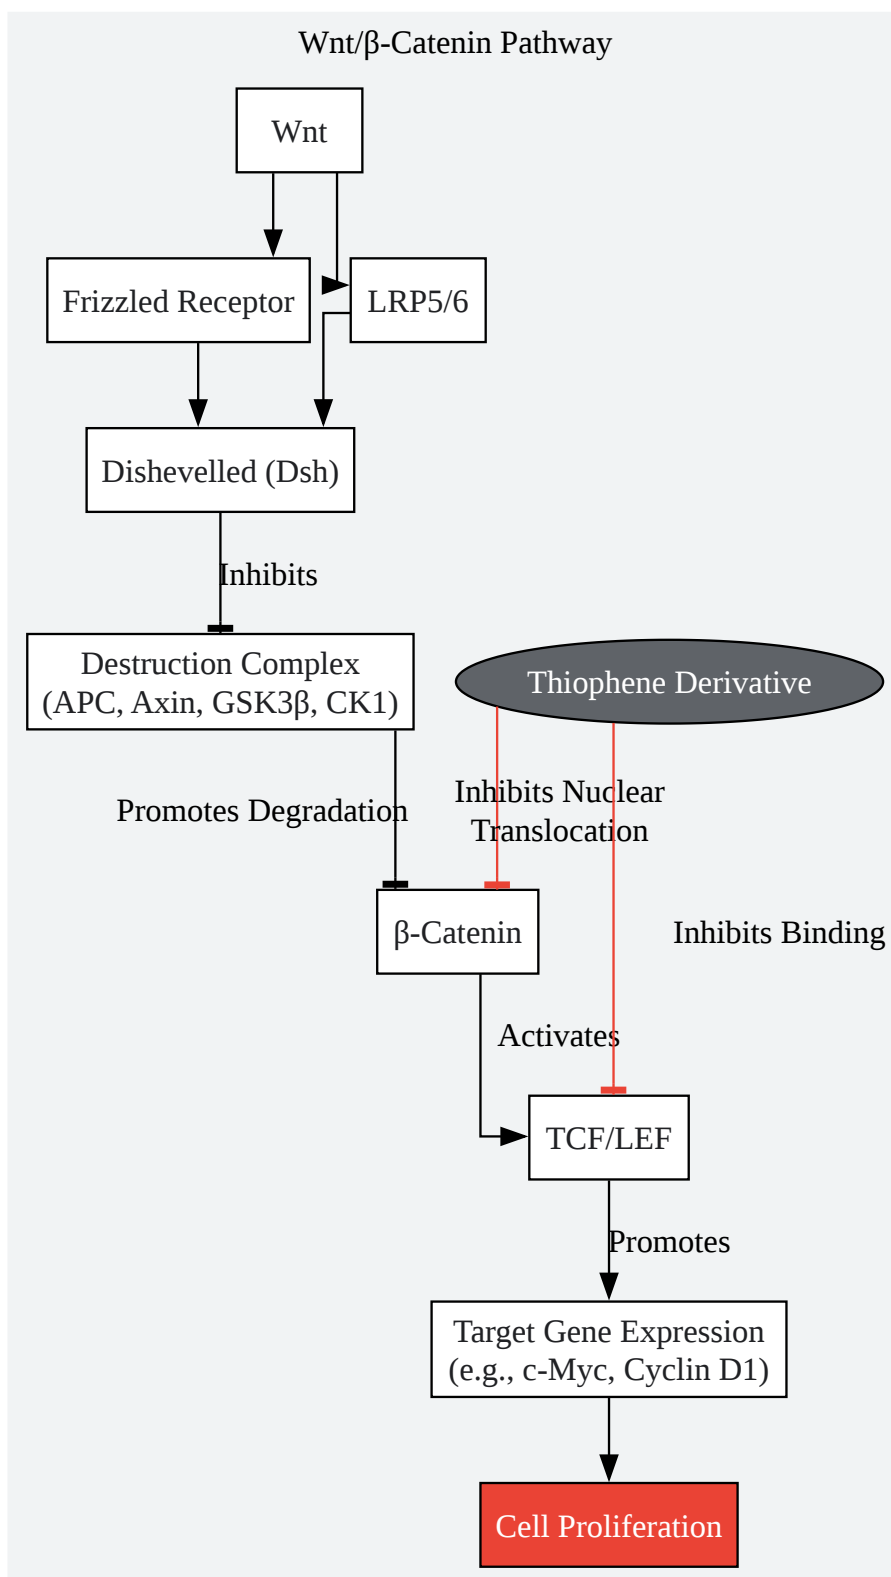 Wnt/β-Catenin Pathway
Wnt
Frizzled Receptor
LRP5/6
Dishevelled (Dsh)
Inhibits
Destruction Complex
(APC, Axin, GSK3β, CK1)
Thiophene Derivative
Promotes Degradation
Inhibits Nuclear
Translocation
β-Catenin
Inhibits Binding
Activates
TCF/LEF
Promotes
Target Gene Expression
(e.g., c-Myc, Cyclin D1)
Cell Proliferation